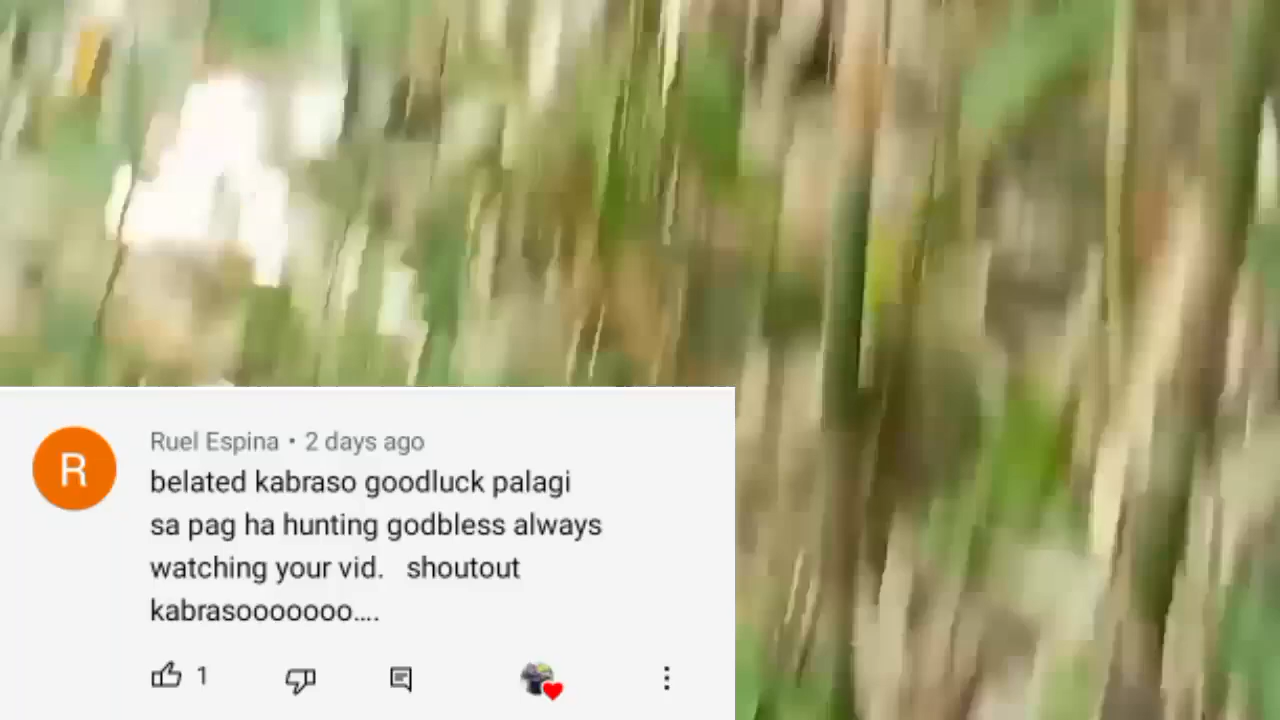 R
Ruel Espina • 2 days ago
belated kabraso goodluck palagi
sa pag ha hunting godbless always
watching your vid.   shoutout
kabrasooooooo....
1